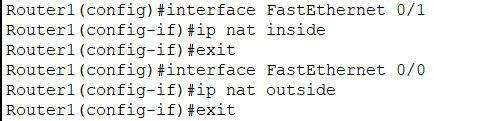 Router1(config)#interface FastEthernet 0/1
Router1(config-if)#ip nat inside
Router1(config-if)#exit
Router1(config)#interface FastEthernet 0/0
Router1(config-if)#ip nat outside
Router1(config-if)#exit